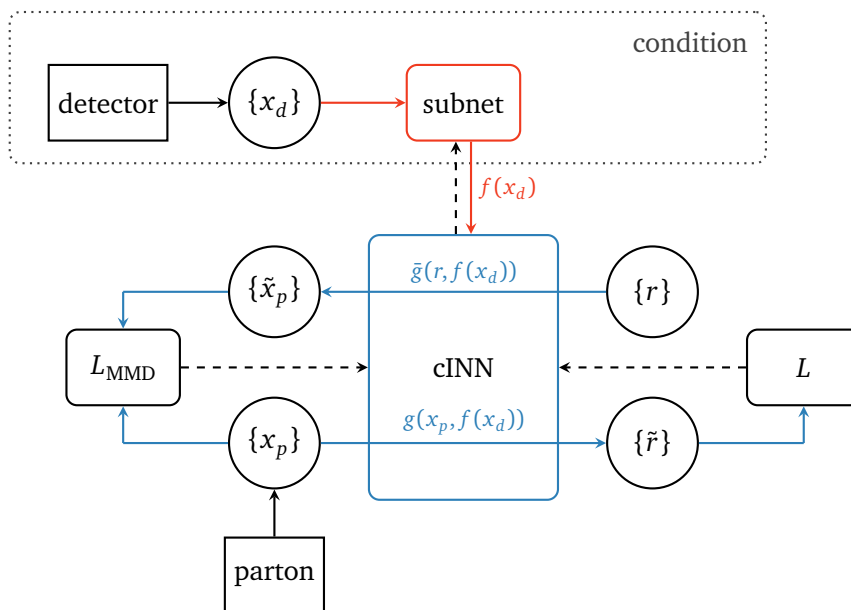 condition
detector
{x_d}
subnet
f(x_d)
{x̃_p}
ḡ(r, f(x_d))
{r}
L_MMD
cINN
L
{x_p}
g(x_p, f(x_d))
{r̃}
parton